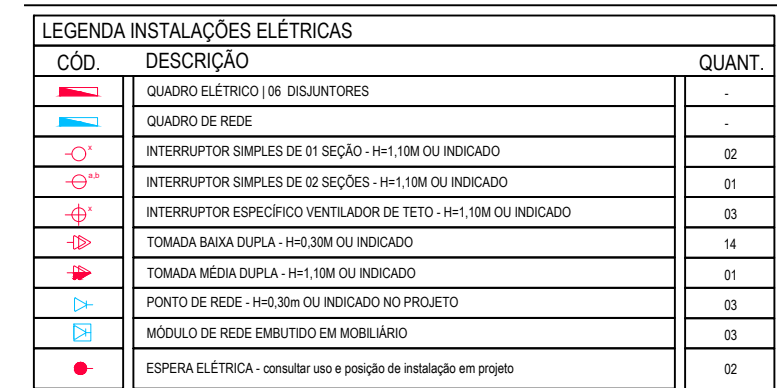 LEGENDA INSTALAÇÕES ELÉTRICAS
CÓD. DESCRIÇÃO QUANT.
QUADRO ELÉTRICO | 06 DISJUNTORES -
QUADRO DE REDE -
x INTERRUPTOR SIMPLES DE 01 SEÇÃO - H=1,10M OU INDICADO 02
a,b INTERRUPTOR SIMPLES DE 02 SEÇÕES - H=1,10M OU INDICADO 01
x INTERRUPTOR ESPECÍFICO VENTILADOR DE TETO - H=1,10M OU INDICADO 03
TOMADA BAIXA DUPLA - H=0,30M OU INDICADO 14
TOMADA MÉDIA DUPLA - H=1,10M OU INDICADO 01
PONTO DE REDE - H=0,30m OU INDICADO NO PROJETO 03
MÓDULO DE REDE EMBUTIDO EM MOBILIÁRIO 03
ESPERA ELÉTRICA - consultar uso e posição de instalação em projeto 02